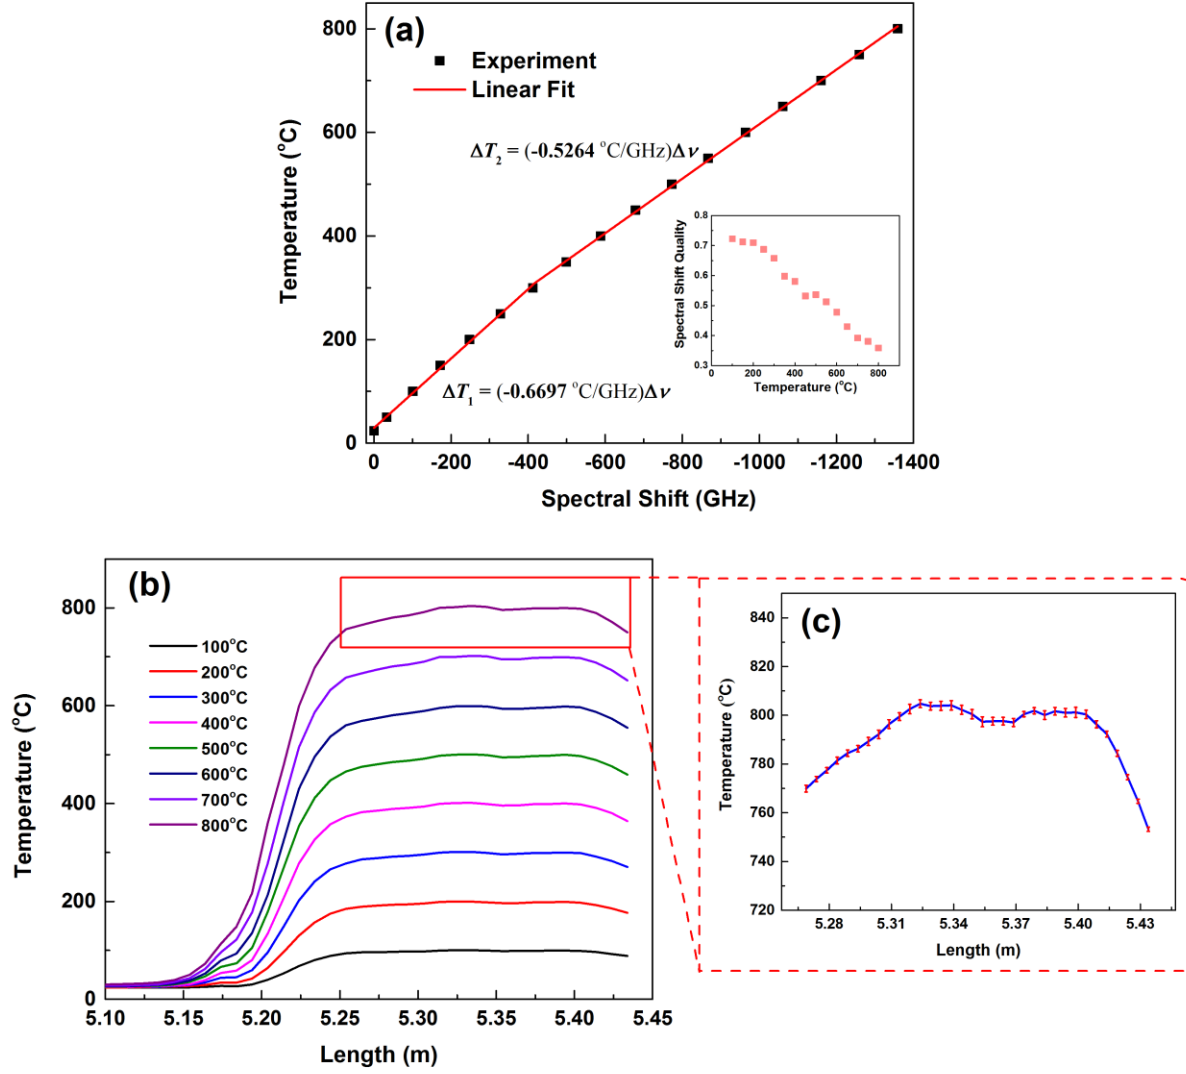 (a)
800
600
400
200
0
Temperature (°C)
Experiment
Linear Fit
ΔT₂ = (-0.5264 °C/GHz)Δν
ΔT₁ = (-0.6697 °C/GHz)Δν
0 -200 -400 -600 -800 -1000 -1200 -1400
Spectral Shift (GHz)
0.8
0.7
0.6
0.5
0.4
0.3
Spectral Shift Quality
0 200 400 600 800
Temperature (°C)
(b)
800
600
400
200
0
Temperature (°C)
100°C
200°C
300°C
400°C
500°C
600°C
700°C
800°C
5.10 5.15 5.20 5.25 5.30 5.35 5.40 5.45
Length (m)
(c)
840
820
800
780
760
740
720
Temperature (°C)
5.28 5.31 5.34 5.37 5.40 5.43
Length (m)